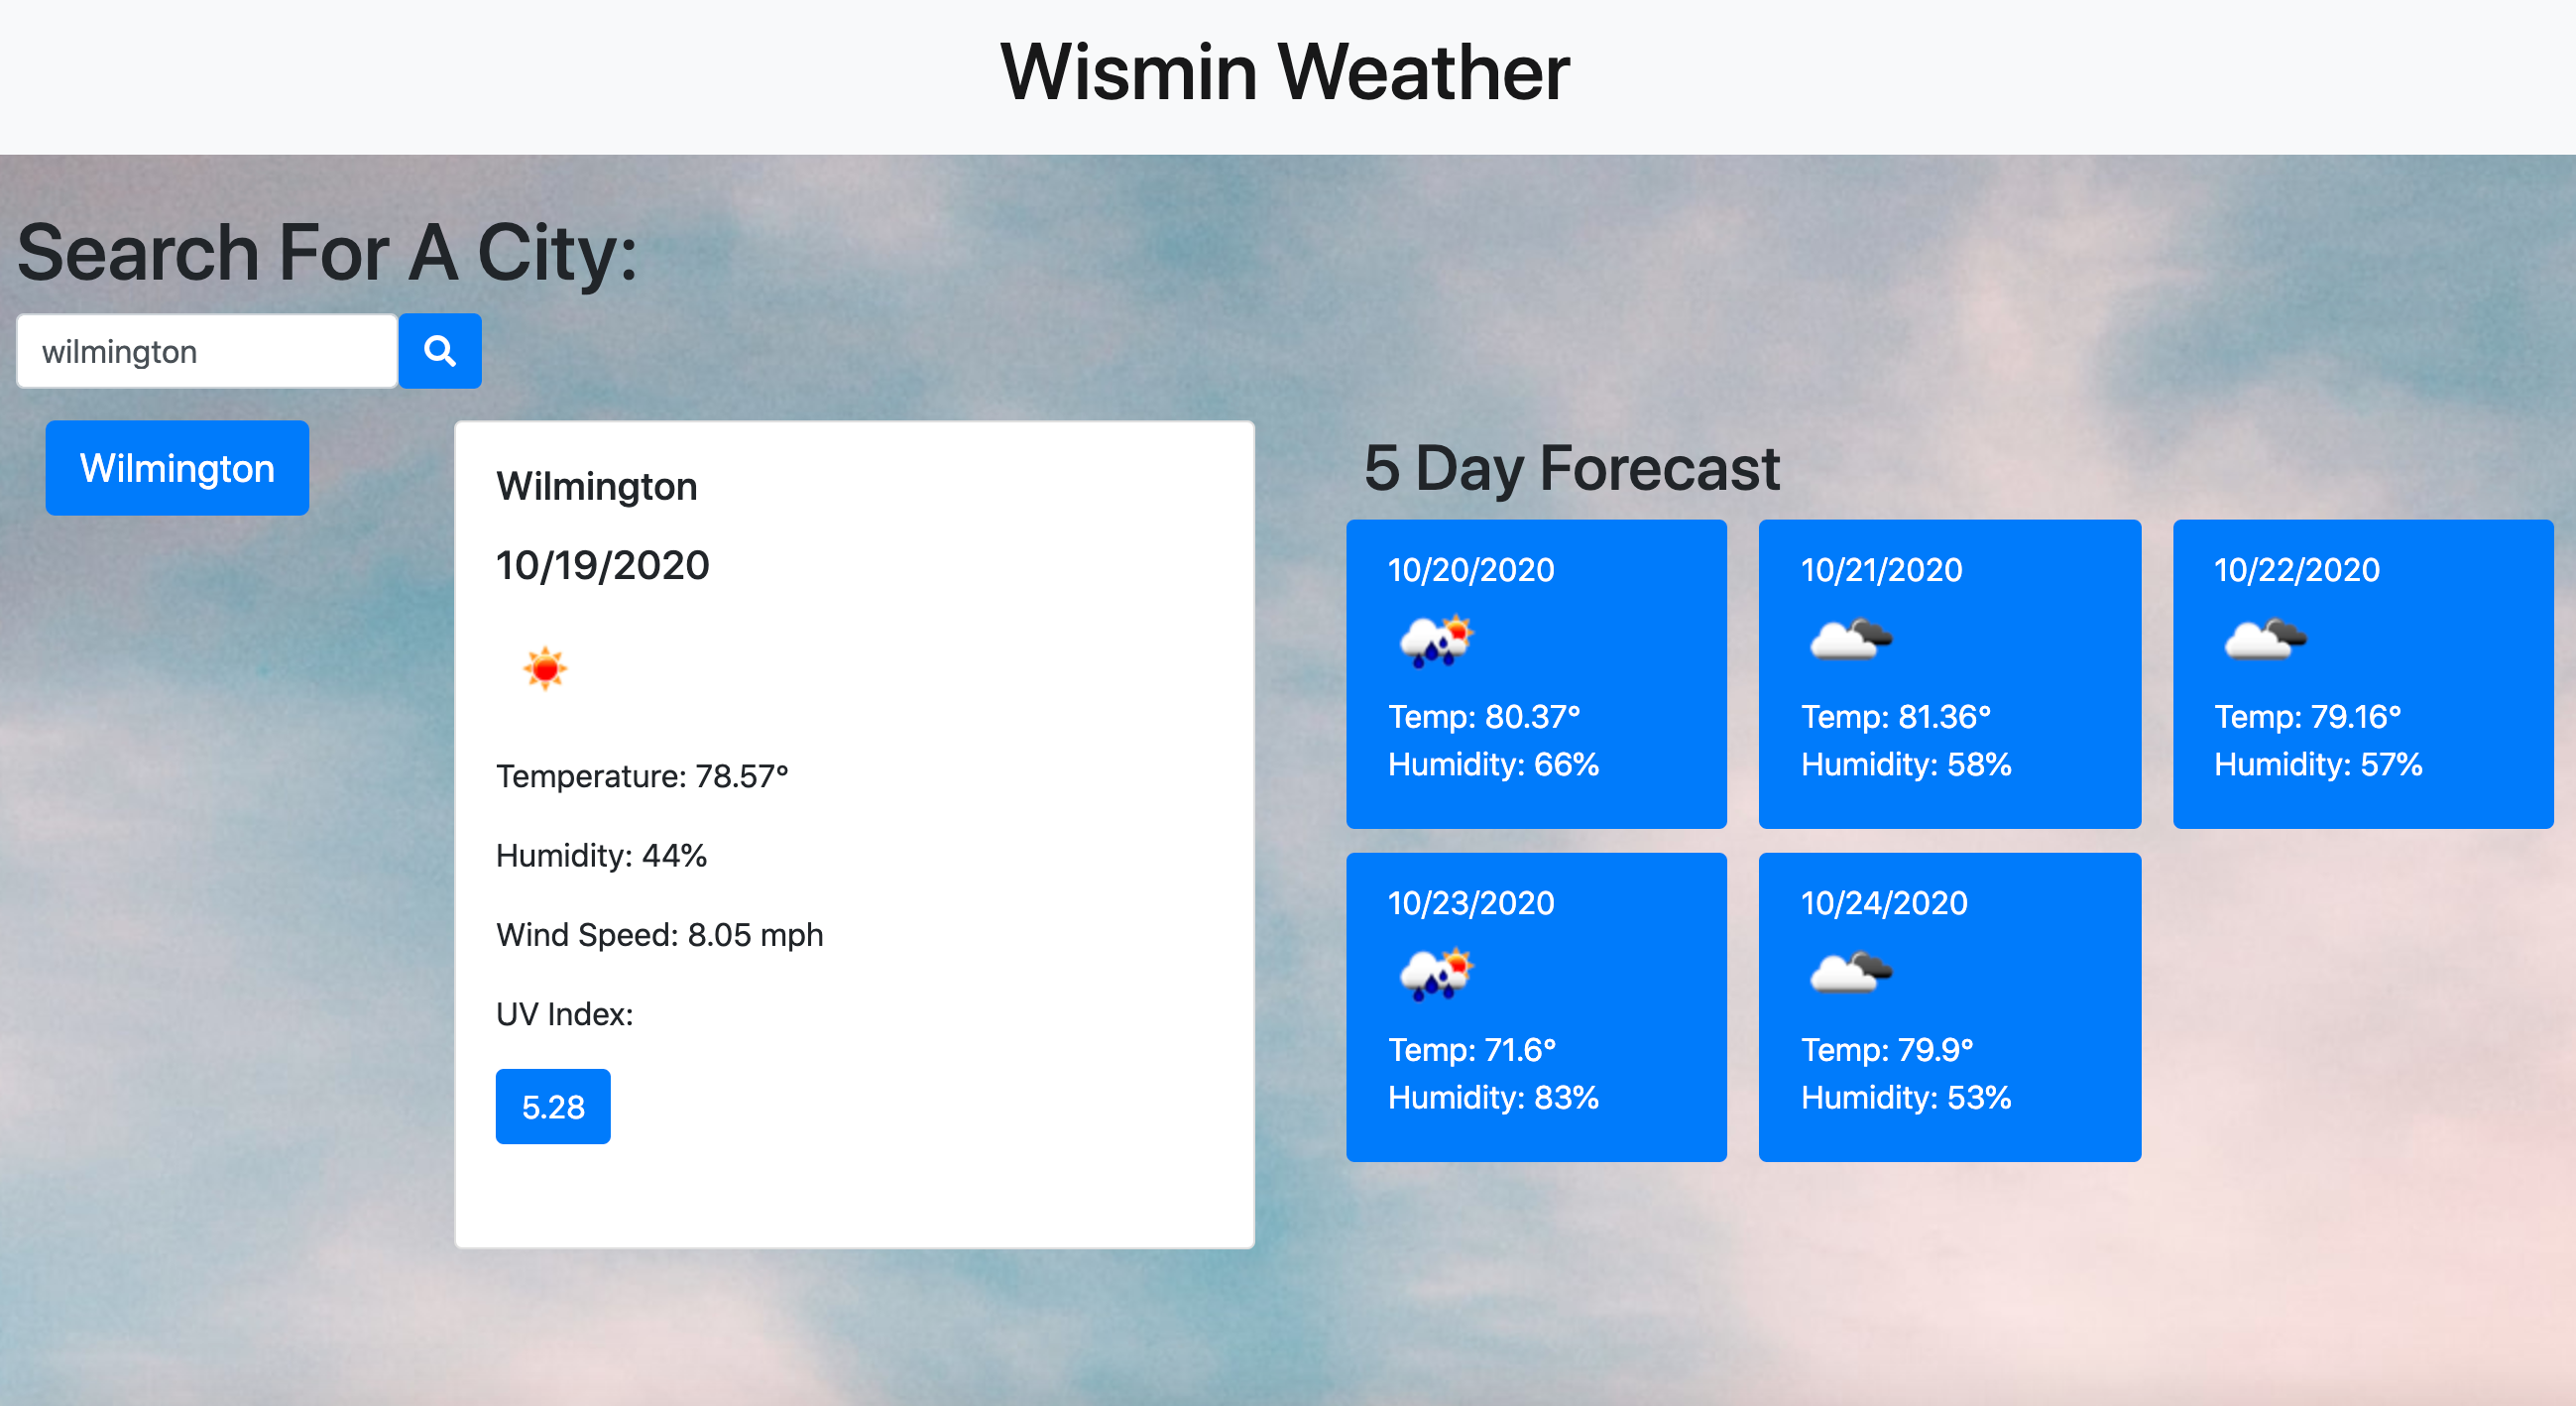 Wismin Weather
Search For A City:
wilmington
Wilmington
Wilmington
10/19/2020
Temperature: 78.57°
Humidity: 44%
Wind Speed: 8.05 mph
UV Index:
5.28
5 Day Forecast
10/20/2020
Temp: 80.37°
Humidity: 66%
10/21/2020
Temp: 81.36°
Humidity: 58%
10/22/2020
Temp: 79.16°
Humidity: 57%
10/23/2020
Temp: 71.6°
Humidity: 83%
10/24/2020
Temp: 79.9°
Humidity: 53%